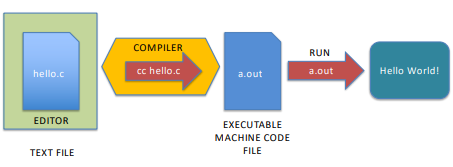 COMPILER
RUN
hello.c
cc hello.c
a.out
a.out
Hello World!
EDITOR
TEXT FILE
EXECUTABLE
MACHINE CODE
FILE